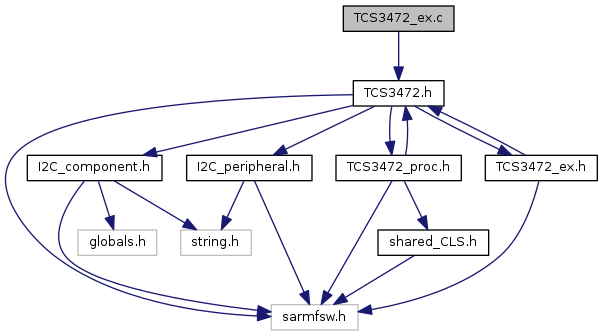 TCS3472_ex.c
TCS3472.h
I2C_component.h
I2C_peripheral.h
TCS3472_proc.h
TCS3472_ex.h
globals.h
string.h
shared_CLS.h
sarmfsw.h